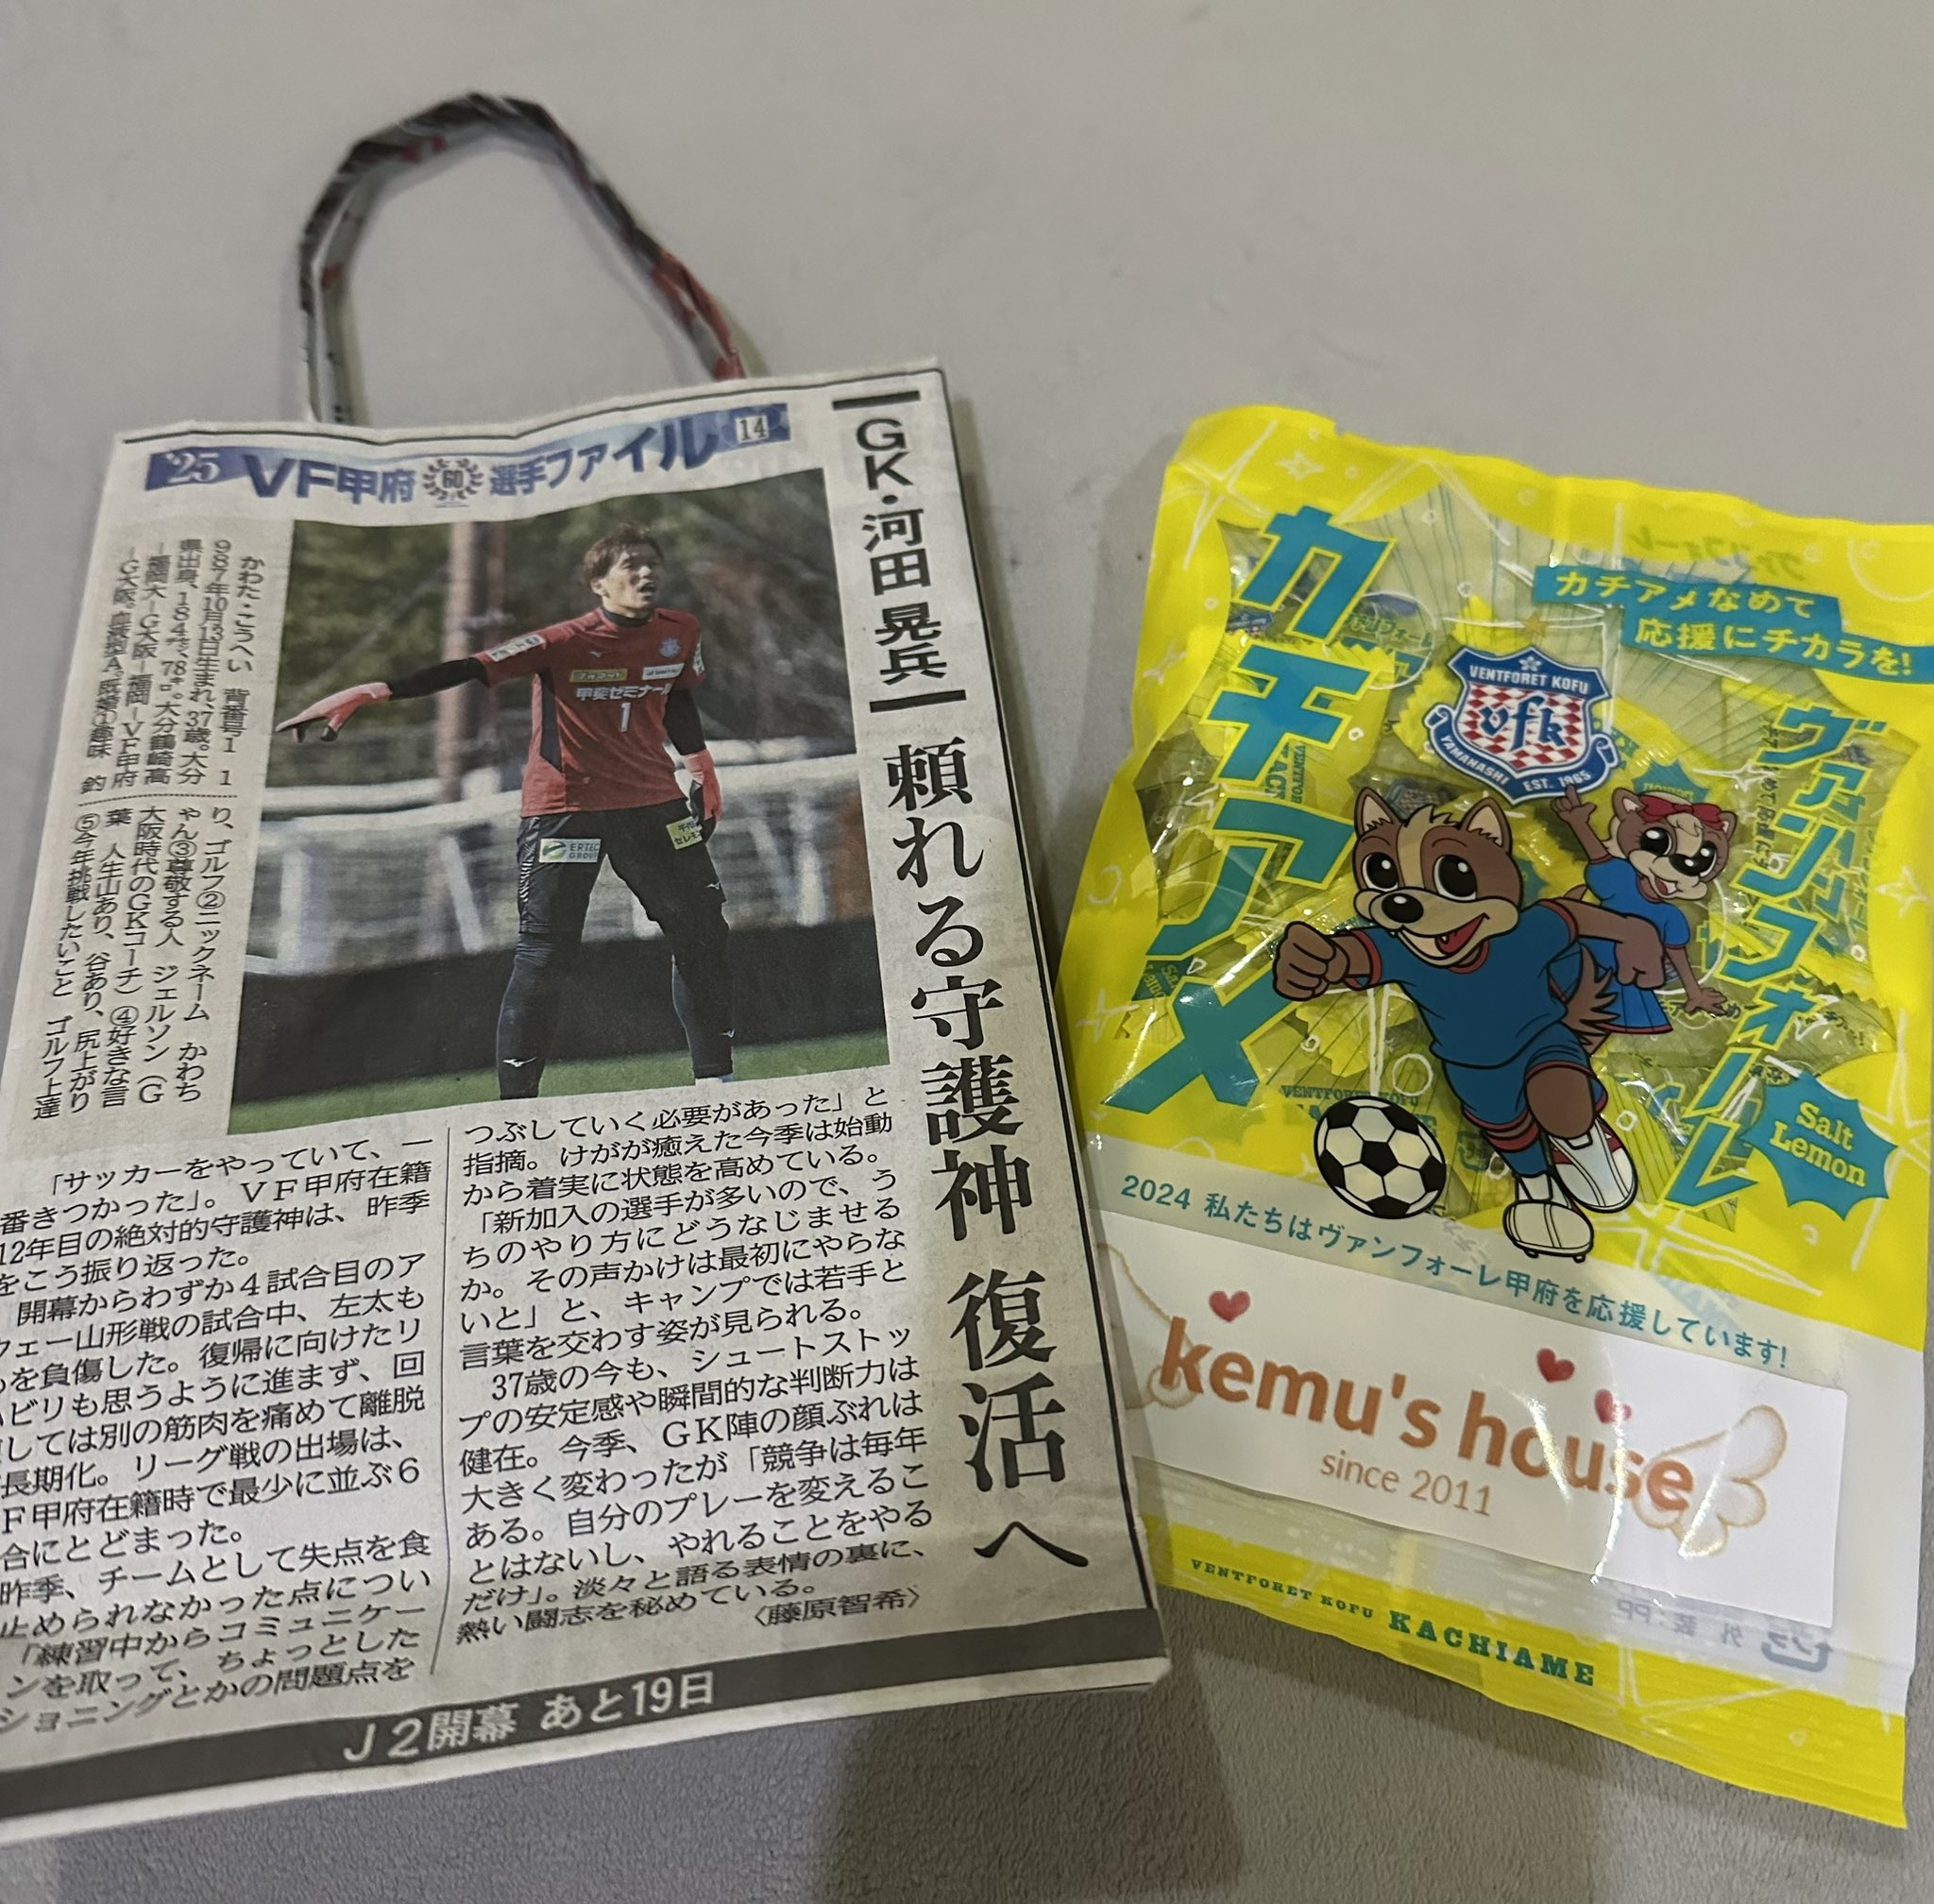 '25 VF甲府 60 選手ファイル 14
GK・河田 晃兵
頼れる守護神 復活へ
かわた・こうへい 背番号1 1
987年10月13日生まれ、37歳。大分
県出身。184㌢、78㌔。大分鶴崎高
―福岡大―G大阪―福岡―VF甲府
―G大阪。血液型A。既婚①趣味 釣
り、ゴルフ②ニックネーム かわち
ゃん③尊敬する人 ジェルソン(G
大阪時代のGKコーチ)④好きな言
葉 人生山あり、谷あり、尻上がり
⑤今年挑戦したいこと ゴルフ上達
甲斐ゼミナール
1
ERTEC
GROUP
「サッカーをやっていて、一
番きつかった」。VF甲府在籍
12年目の絶対的守護神は、昨季
をこう振り返った。
開幕からわずか4試合目のア
ウェー山形戦の試合中、左太も
もを負傷した。復帰に向けたリ
ハビリも思うように進まず、回
しては別の筋肉を痛めて離脱
長期化。リーグ戦の出場は、
F甲府在籍時で最少に並ぶ6
合にとどまった。
昨季、チームとして失点を食
止められなかった点につい
「練習中からコミュニケー
ンを取って、ちょっとした
ショニングとかの問題点を
つぶしていく必要があった」と
指摘。けがが癒えた今季は始動
から着実に状態を高めている。
「新加入の選手が多いので、う
ちのやり方にどうなじませる
か。その声かけは最初にやらな
いと」と、キャンプでは若手と
言葉を交わす姿が見られる。
37歳の今も、シュートストッ
プの安定感や瞬間的な判断力は
健在。今季、GK陣の顔ぶれは
大きく変わったが「競争は毎年
ある。自分のプレーを変えるこ
とはないし、やれることをやる
だけ」。淡々と語る表情の裏に、
熱い闘志を秘めている。
〈藤原智希〉
J2開幕 あと19日
カチアメなめて
応援にチカラを!
ヴァンフォーレ
カチアメ
VENTFORET KOFU
vfk
YAMANASHI EST. 1965
Salt
Lemon
2024 私たちはヴァンフォーレ甲府を応援しています!
kemu's house
since 2011
VENTFORET KOFU KACHIAME